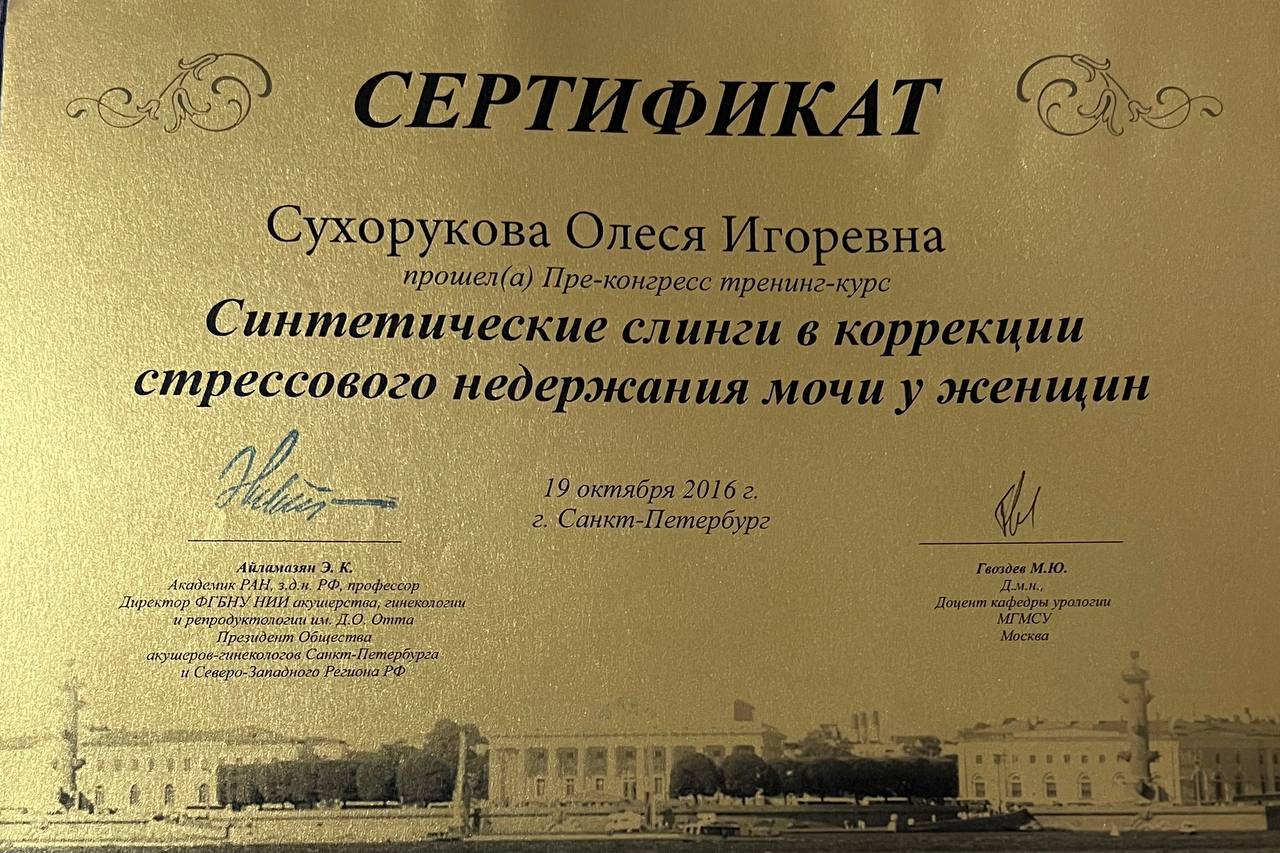 СЕРТИФИКАТ
Сухорукова Олеся Игоревна
прошел(а) Пре-конгресс тренинг-курс
Синтетические слинги в коррекции
стрессового недержания мочи у женщин
19 октября 2016 г.
г. Санкт-Петербург
Айламазян Э. К.
Академик РАН, з.д.н. РФ, профессор
Директор ФГБНУ НИИ акушерства, гинекологии
и репродуктологии им. Д.О. Отта
Президент Общества
акушеров-гинекологов Санкт-Петербурга
и Северо-Западного Региона РФ
Гвоздев М.Ю.
Д.м.н.,
Доцент кафедры урологии
МГМСУ
Москва